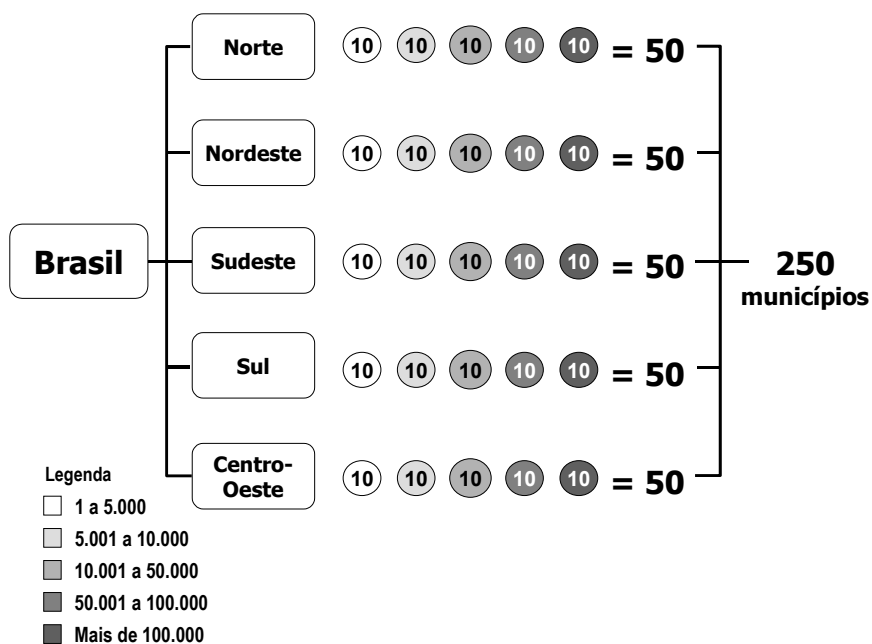 Norte 10 10 10 10 10 = 50
Nordeste 10 10 10 10 10 = 50
Brasil
Sudeste 10 10 10 10 10 = 50
250
municípios
Sul 10 10 10 10 10 = 50
Centro-
Oeste 10 10 10 10 10 = 50
Legenda
1 a 5.000
5.001 a 10.000
10.001 a 50.000
50.001 a 100.000
Mais de 100.000